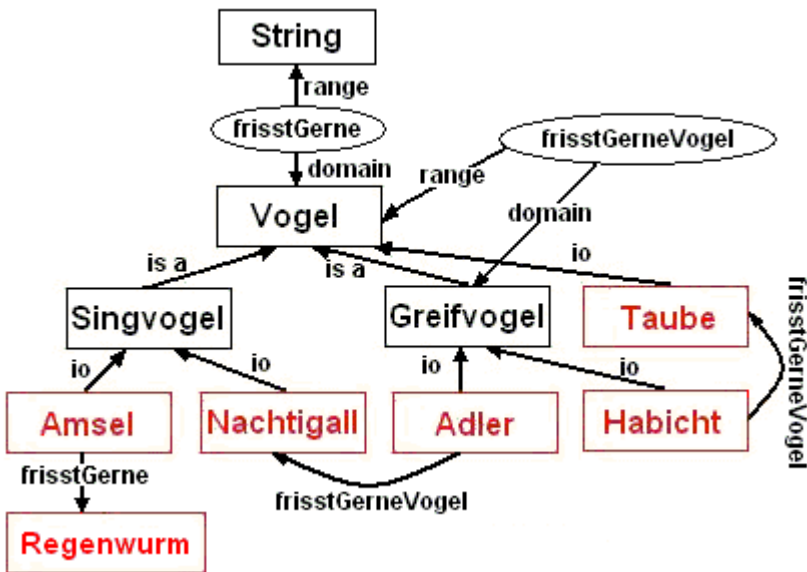 String
range
frisstGerne
frisstGerneVogel
domain
range
Vogel
domain
is a
is a
io
Singvogel
Greifvogel
Taube
frisstGerneVogel
io
io
io
io
Amsel
Nachtigall
Adler
Habicht
frisstGerne
frisstGerneVogel
Regenwurm